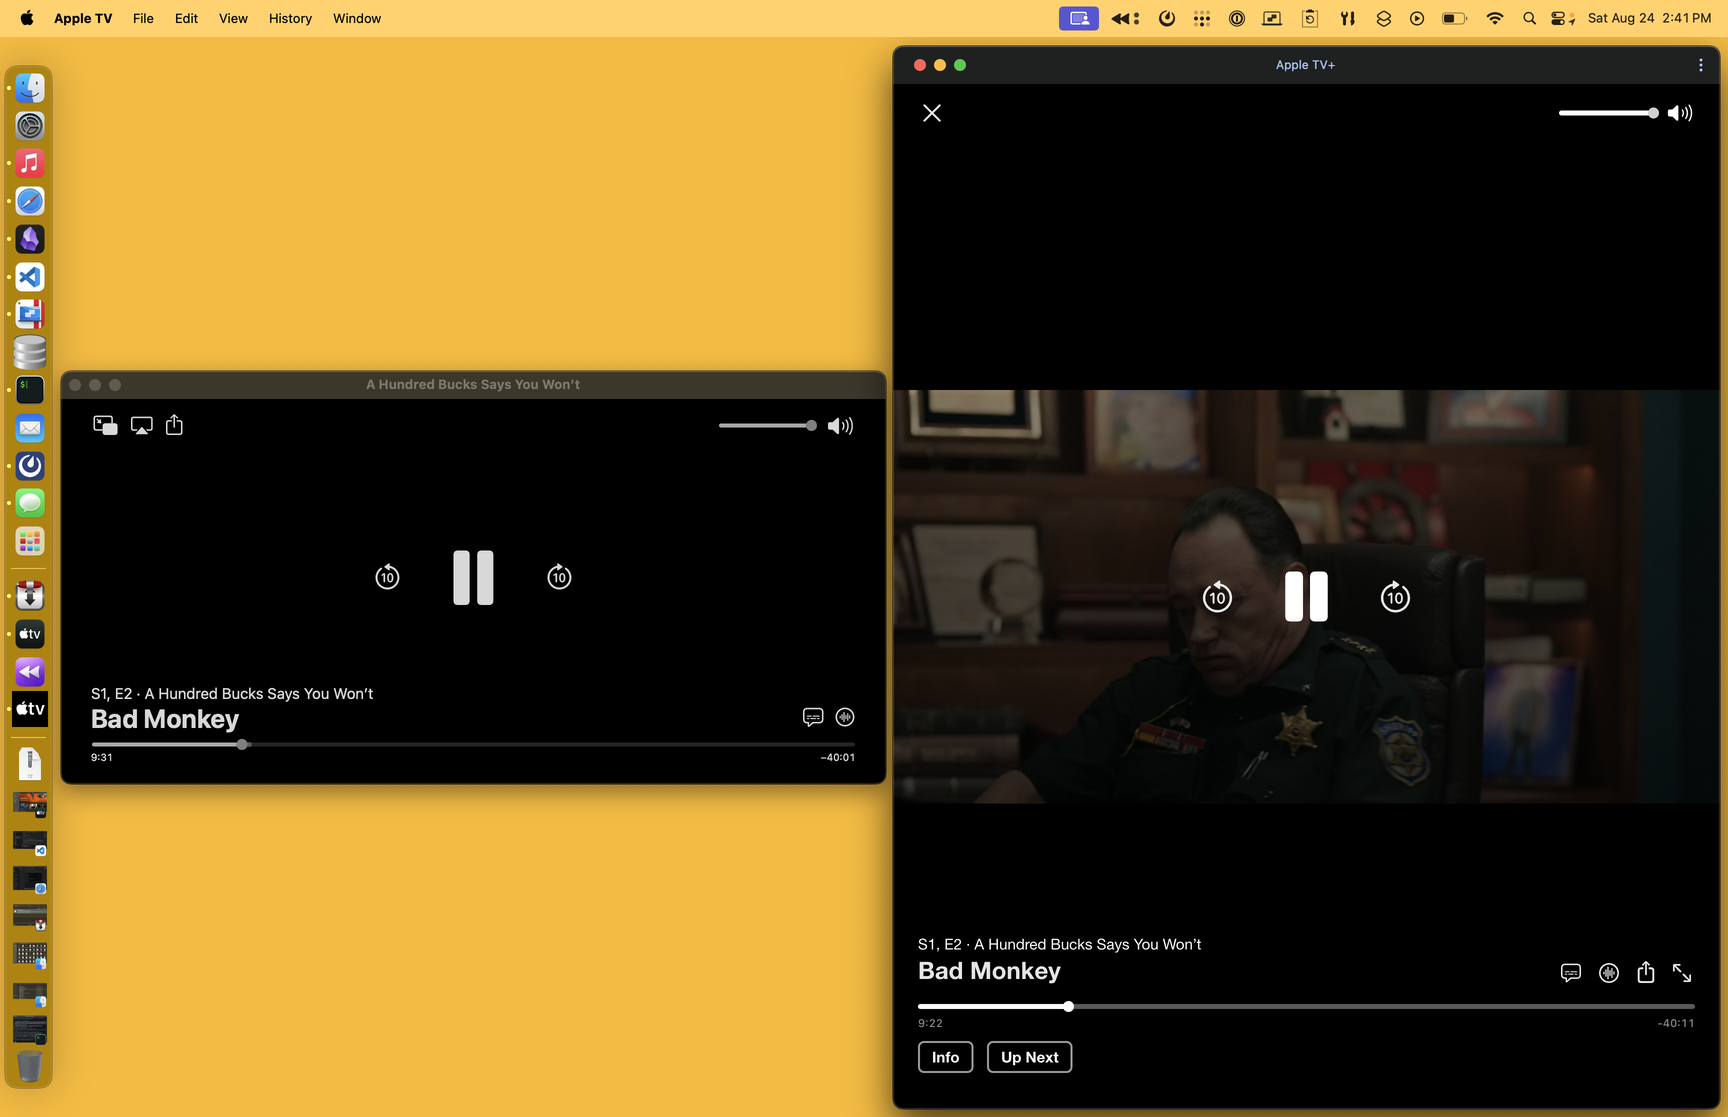 Apple TV File Edit View History Window
Sat Aug 24 2:41 PM
tv
tv
$
A Hundred Bucks Says You Won’t
10
10
S1, E2 · A Hundred Bucks Says You Won’t
Bad Monkey
9:31
−40:01
Apple TV+
10
10
S1, E2 · A Hundred Bucks Says You Won’t
Bad Monkey
9:22
-40:11
Info
Up Next